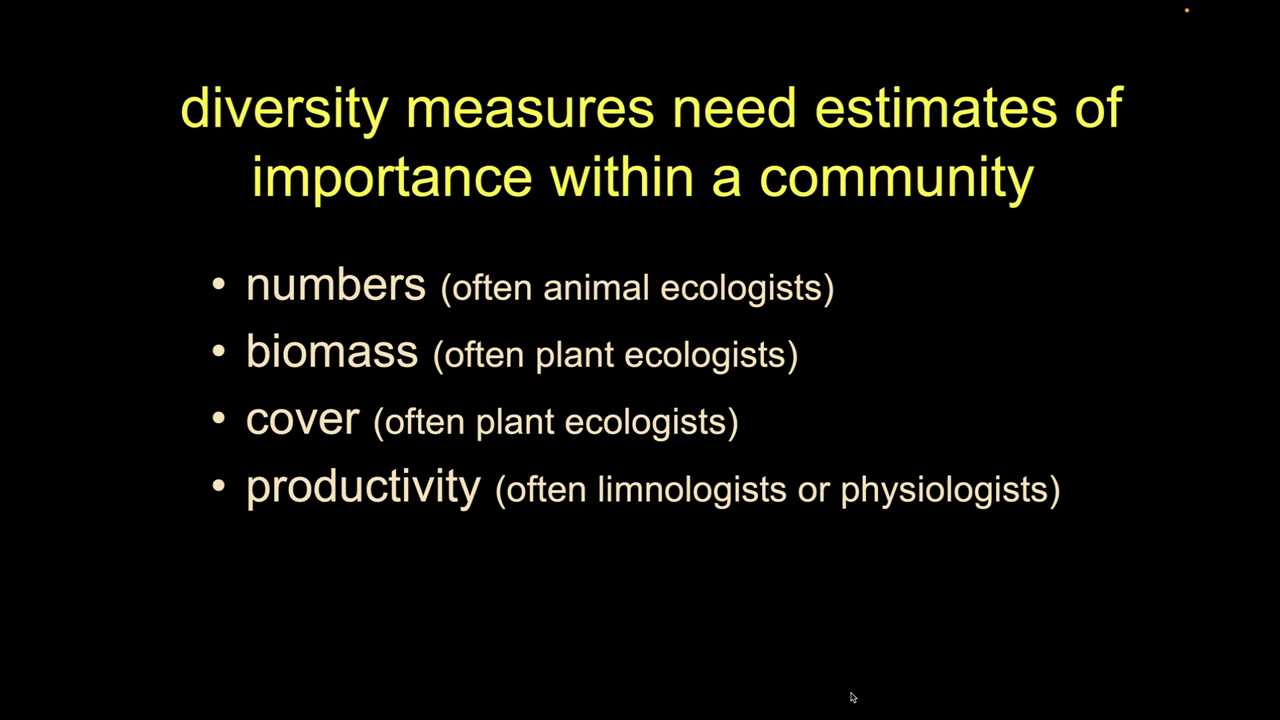 diversity measures need estimates of
importance within a community
• numbers (often animal ecologists)
• biomass (often plant ecologists)
• cover (often plant ecologists)
• productivity (often limnologists or physiologists)